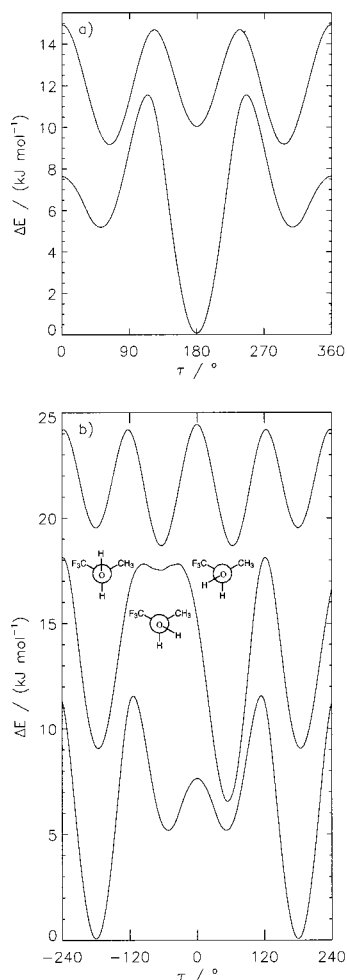 a)
14
12
10
8
6
4
2
0
ΔE / (kJ mol⁻¹)
0 90 180 270 360
τ / °
b)
25
20
15
10
5
0
ΔE / (kJ mol⁻¹)
H
F₃C CH₃
O
H
F₃C CH₃
O
H
H
F₃C CH₃
O
H
H
−240 −120 0 120 240
τ / °